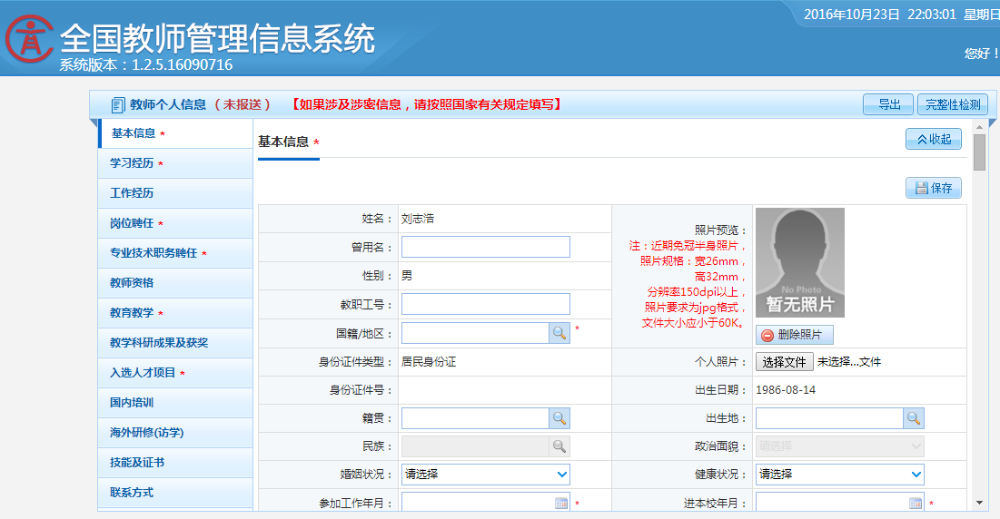 2016年10月23日 22:03:01 星期日
全国教师管理信息系统
系统版本：1.2.5.16090716
您好！
教师个人信息（未报送） 【如果涉及涉密信息，请按照国家有关规定填写】 导出 完整性检测
基本信息 *
学习经历 *
工作经历
岗位聘任 *
专业技术职务聘任 *
教师资格
教育教学 *
教学科研成果及获奖
入选人才项目 *
国内培训
海外研修(访学)
技能及证书
联系方式
基本信息 * 收起
保存
姓名： 刘志浩
曾用名：
性别： 男
教职工号：
国籍/地区： *
身份证件类型： 居民身份证
身份证件号：
籍贯：
民族：
婚姻状况： 请选择
参加工作年月： *
照片预览：
注：近期免冠半身照片，
照片规格：宽26mm，
高32mm，
分辨率150dpi以上，
照片要求为jpg格式，
文件大小应小于60K。
No Photo
暂无照片
删除照片
个人照片： 选择文件 未选择...文件
出生日期： 1986-08-14
出生地：
政治面貌： 请选择
健康状况： 请选择
进本校年月： *